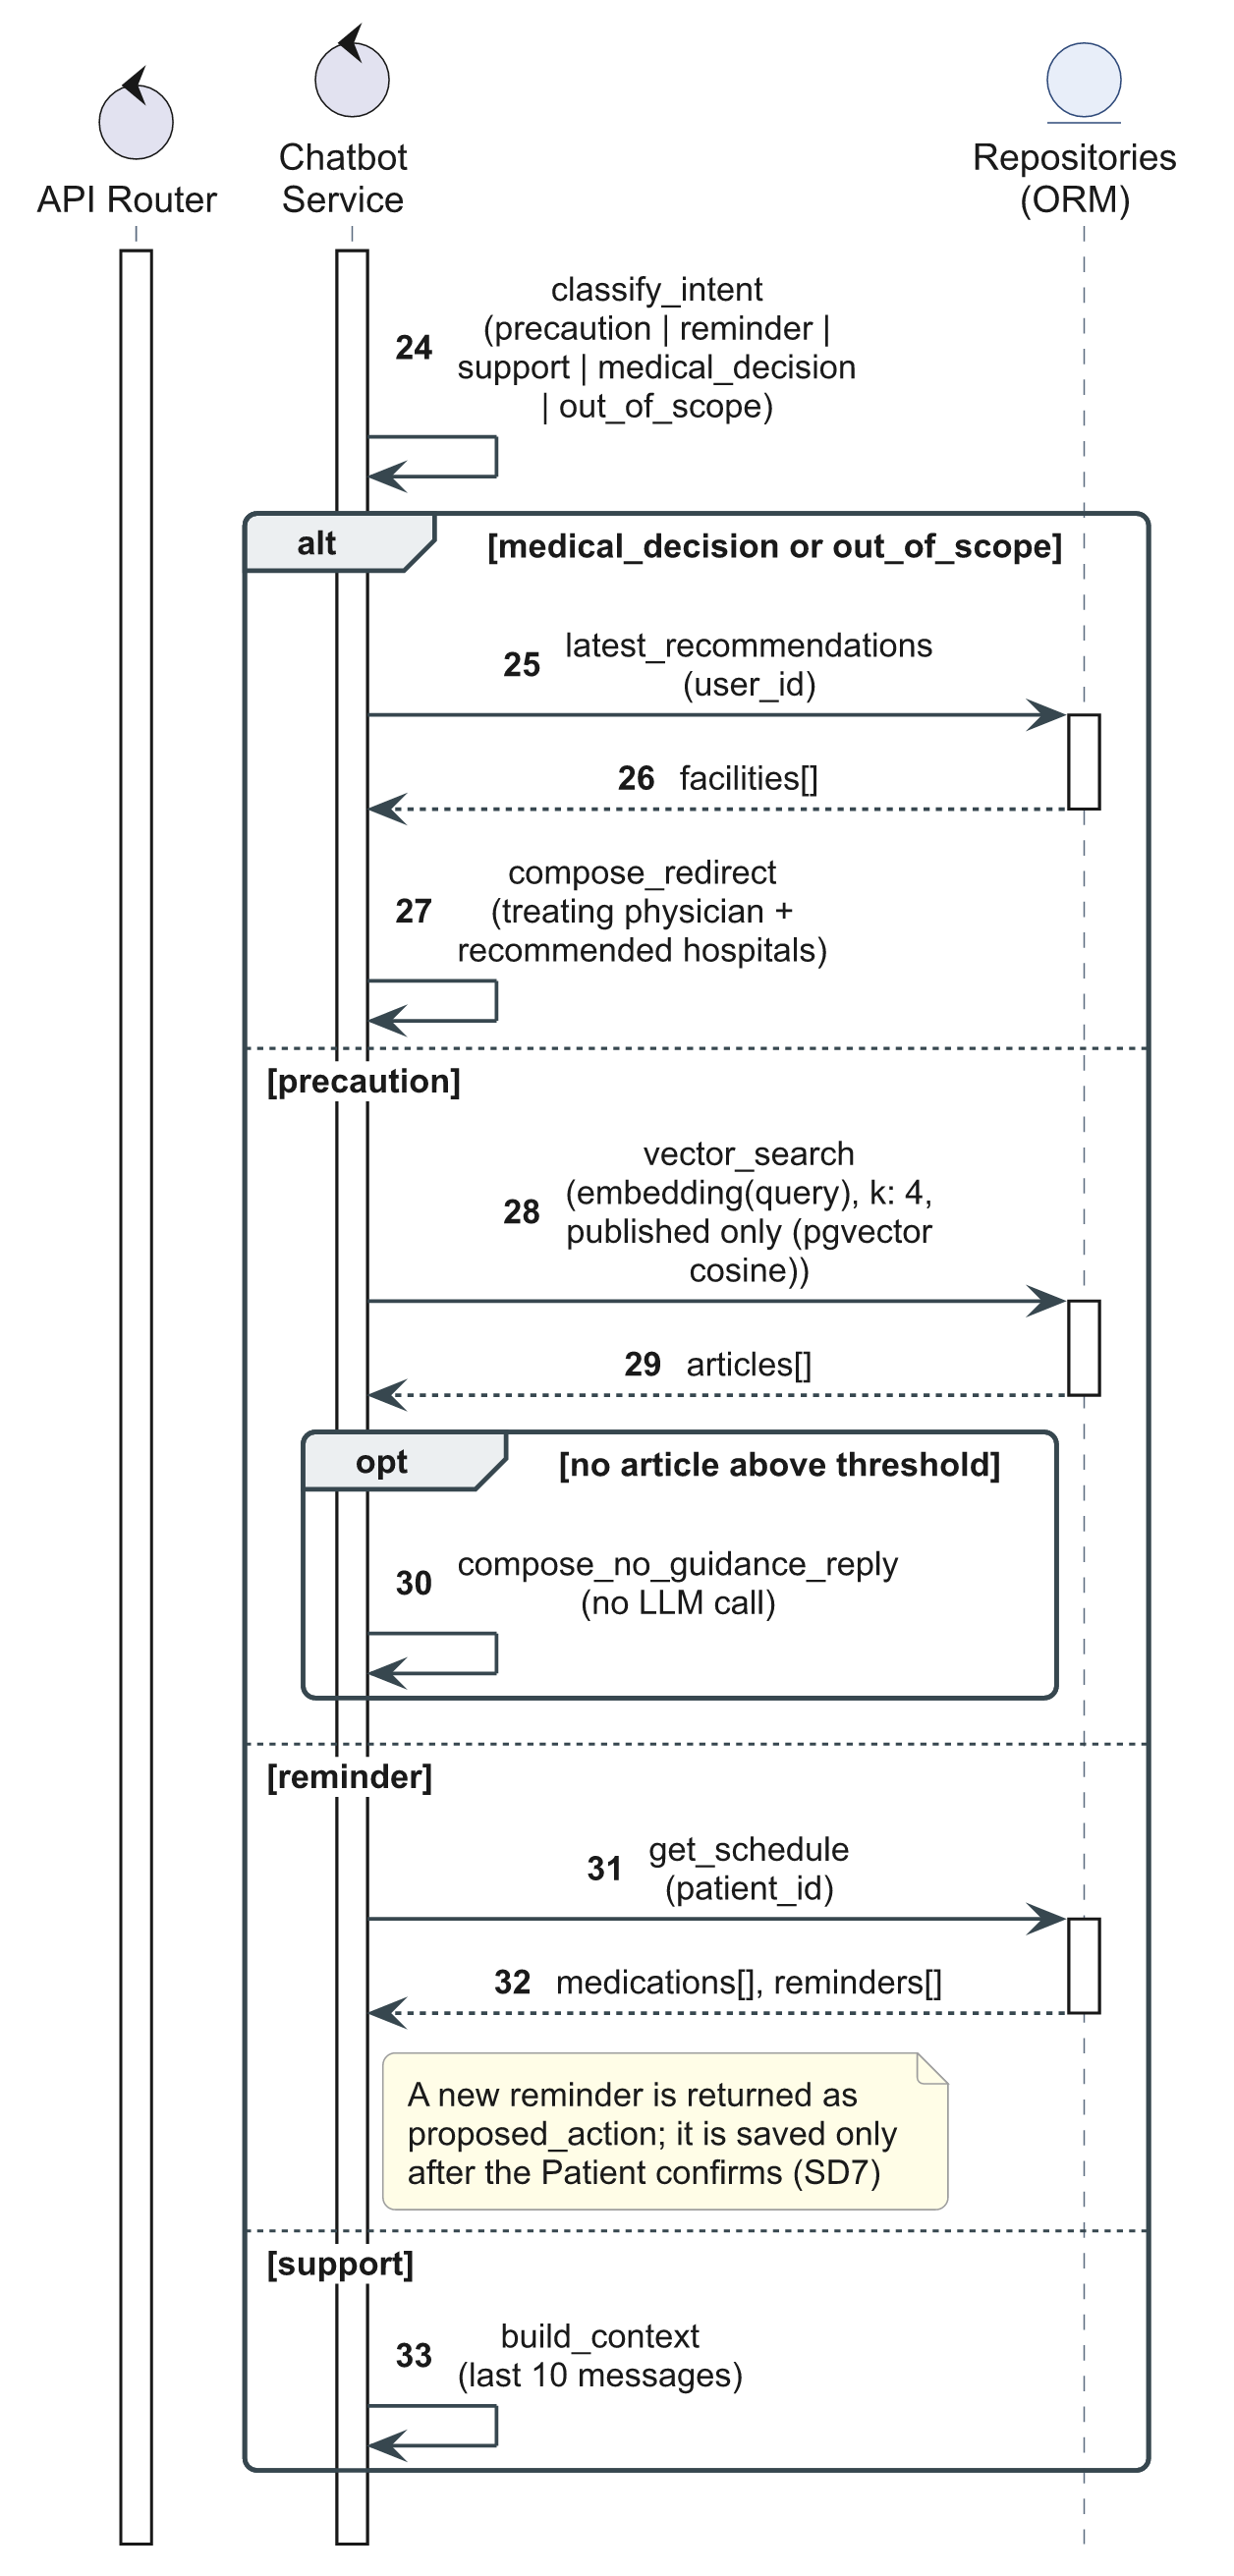 API Router
Chatbot
Service
Repositories
(ORM)
24
classify_intent
(precaution | reminder |
support | medical_decision
| out_of_scope)
alt
[medical_decision or out_of_scope]
25
latest_recommendations
(user_id)
26 facilities[]
27
compose_redirect
(treating physician +
recommended hospitals)
[precaution]
28
vector_search
(embedding(query), k: 4,
published only (pgvector
cosine))
29 articles[]
opt
[no article above threshold]
30
compose_no_guidance_reply
(no LLM call)
[reminder]
31
get_schedule
(patient_id)
32 medications[], reminders[]
A new reminder is returned as
proposed_action; it is saved only
after the Patient confirms (SD7)
[support]
33
build_context
(last 10 messages)